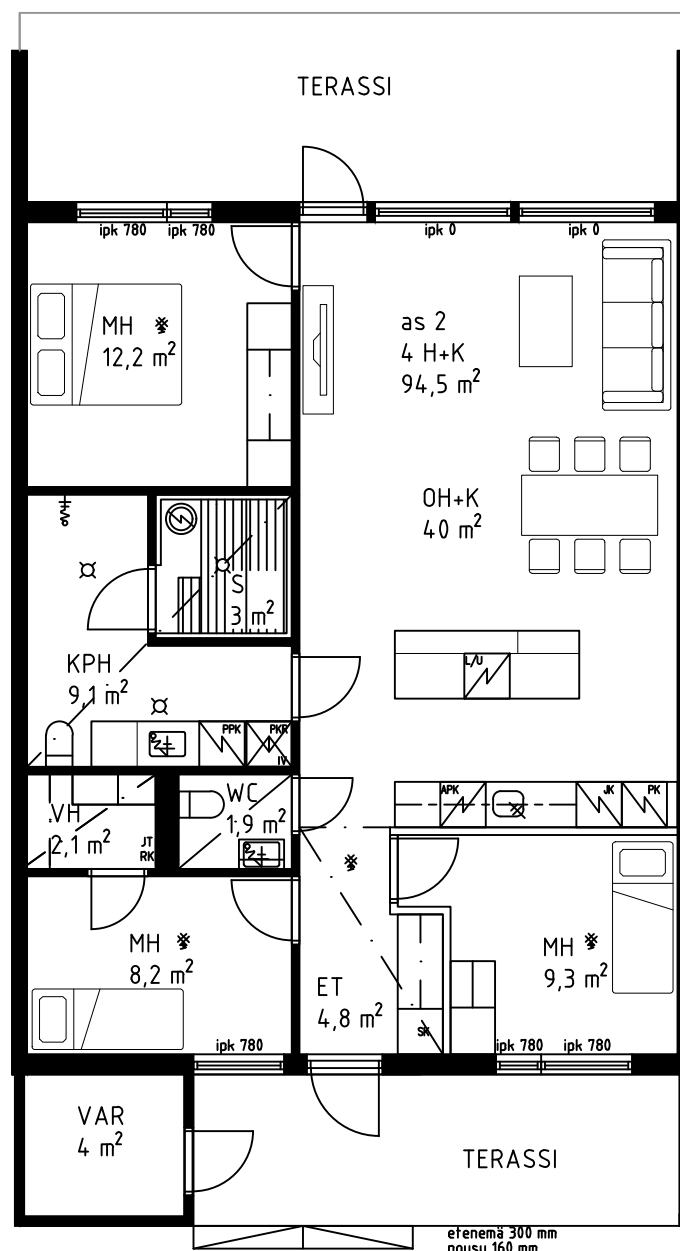 TERASSI
ipk 780
ipk 780
ipk 0
ipk 0
MH
12,2 m²
as 2
4 H+K
94,5 m²
OH+K
40 m²
S
3 m²
KPH
9,1 m²
L/U
PPK
PKR
IV
VH
2,1 m²
JT
RK
WC
1,9 m²
APK
JK
PK
MH
8,2 m²
ET
4,8 m²
SK
MH
9,3 m²
ipk 780
ipk 780
ipk 780
VAR
4 m²
TERASSI
etenemä 300 mm
nousu 160 mm